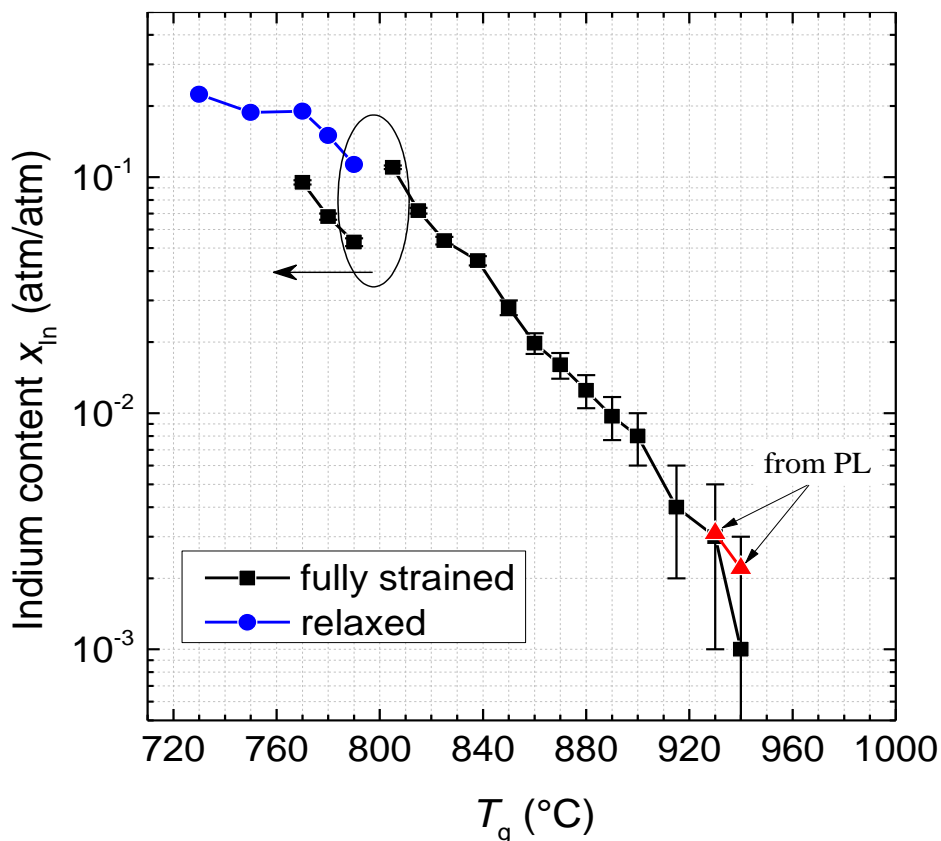 Indium content x_In (atm/atm)
10⁻¹
10⁻²
10⁻³
from PL
fully strained
relaxed
720 760 800 840 880 920 960 1000
T_g (°C)